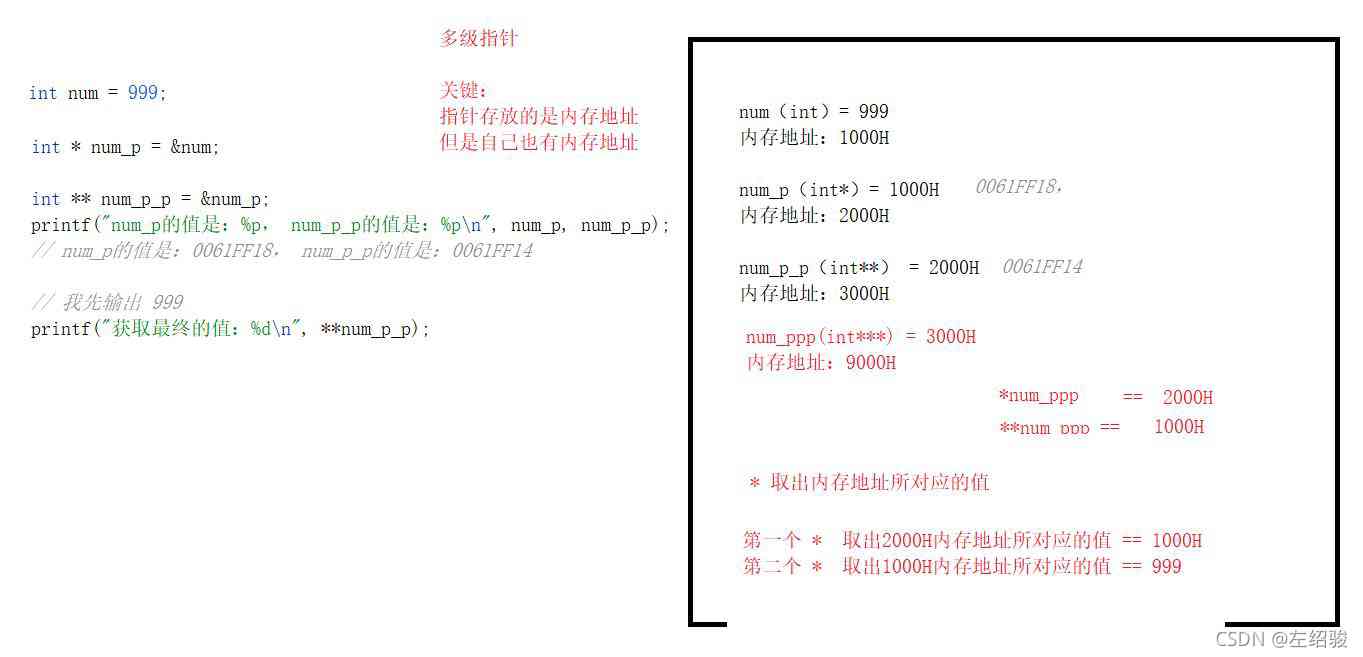 多级指针
int num = 999;
关键：
指针存放的是内存地址
但是自己也有内存地址
int * num_p = &num;
int ** num_p_p = &num_p;
printf("num_p的值是：%p， num_p_p的值是：%p\n", num_p, num_p_p);
// num_p的值是：0061FF18， num_p_p的值是：0061FF14
// 我先输出 999
printf("获取最终的值：%d\n", **num_p_p);
num（int）= 999
内存地址：1000H
num_p（int*）= 1000H 0061FF18，
内存地址：2000H
num_p_p（int**） = 2000H 0061FF14
内存地址：3000H
num_ppp(int***) = 3000H
内存地址：9000H
*num_ppp == 2000H
**num_ppp == 1000H
* 取出内存地址所对应的值
第一个 * 取出2000H内存地址所对应的值 == 1000H
第二个 * 取出1000H内存地址所对应的值 == 999
CSDN @左绍骏